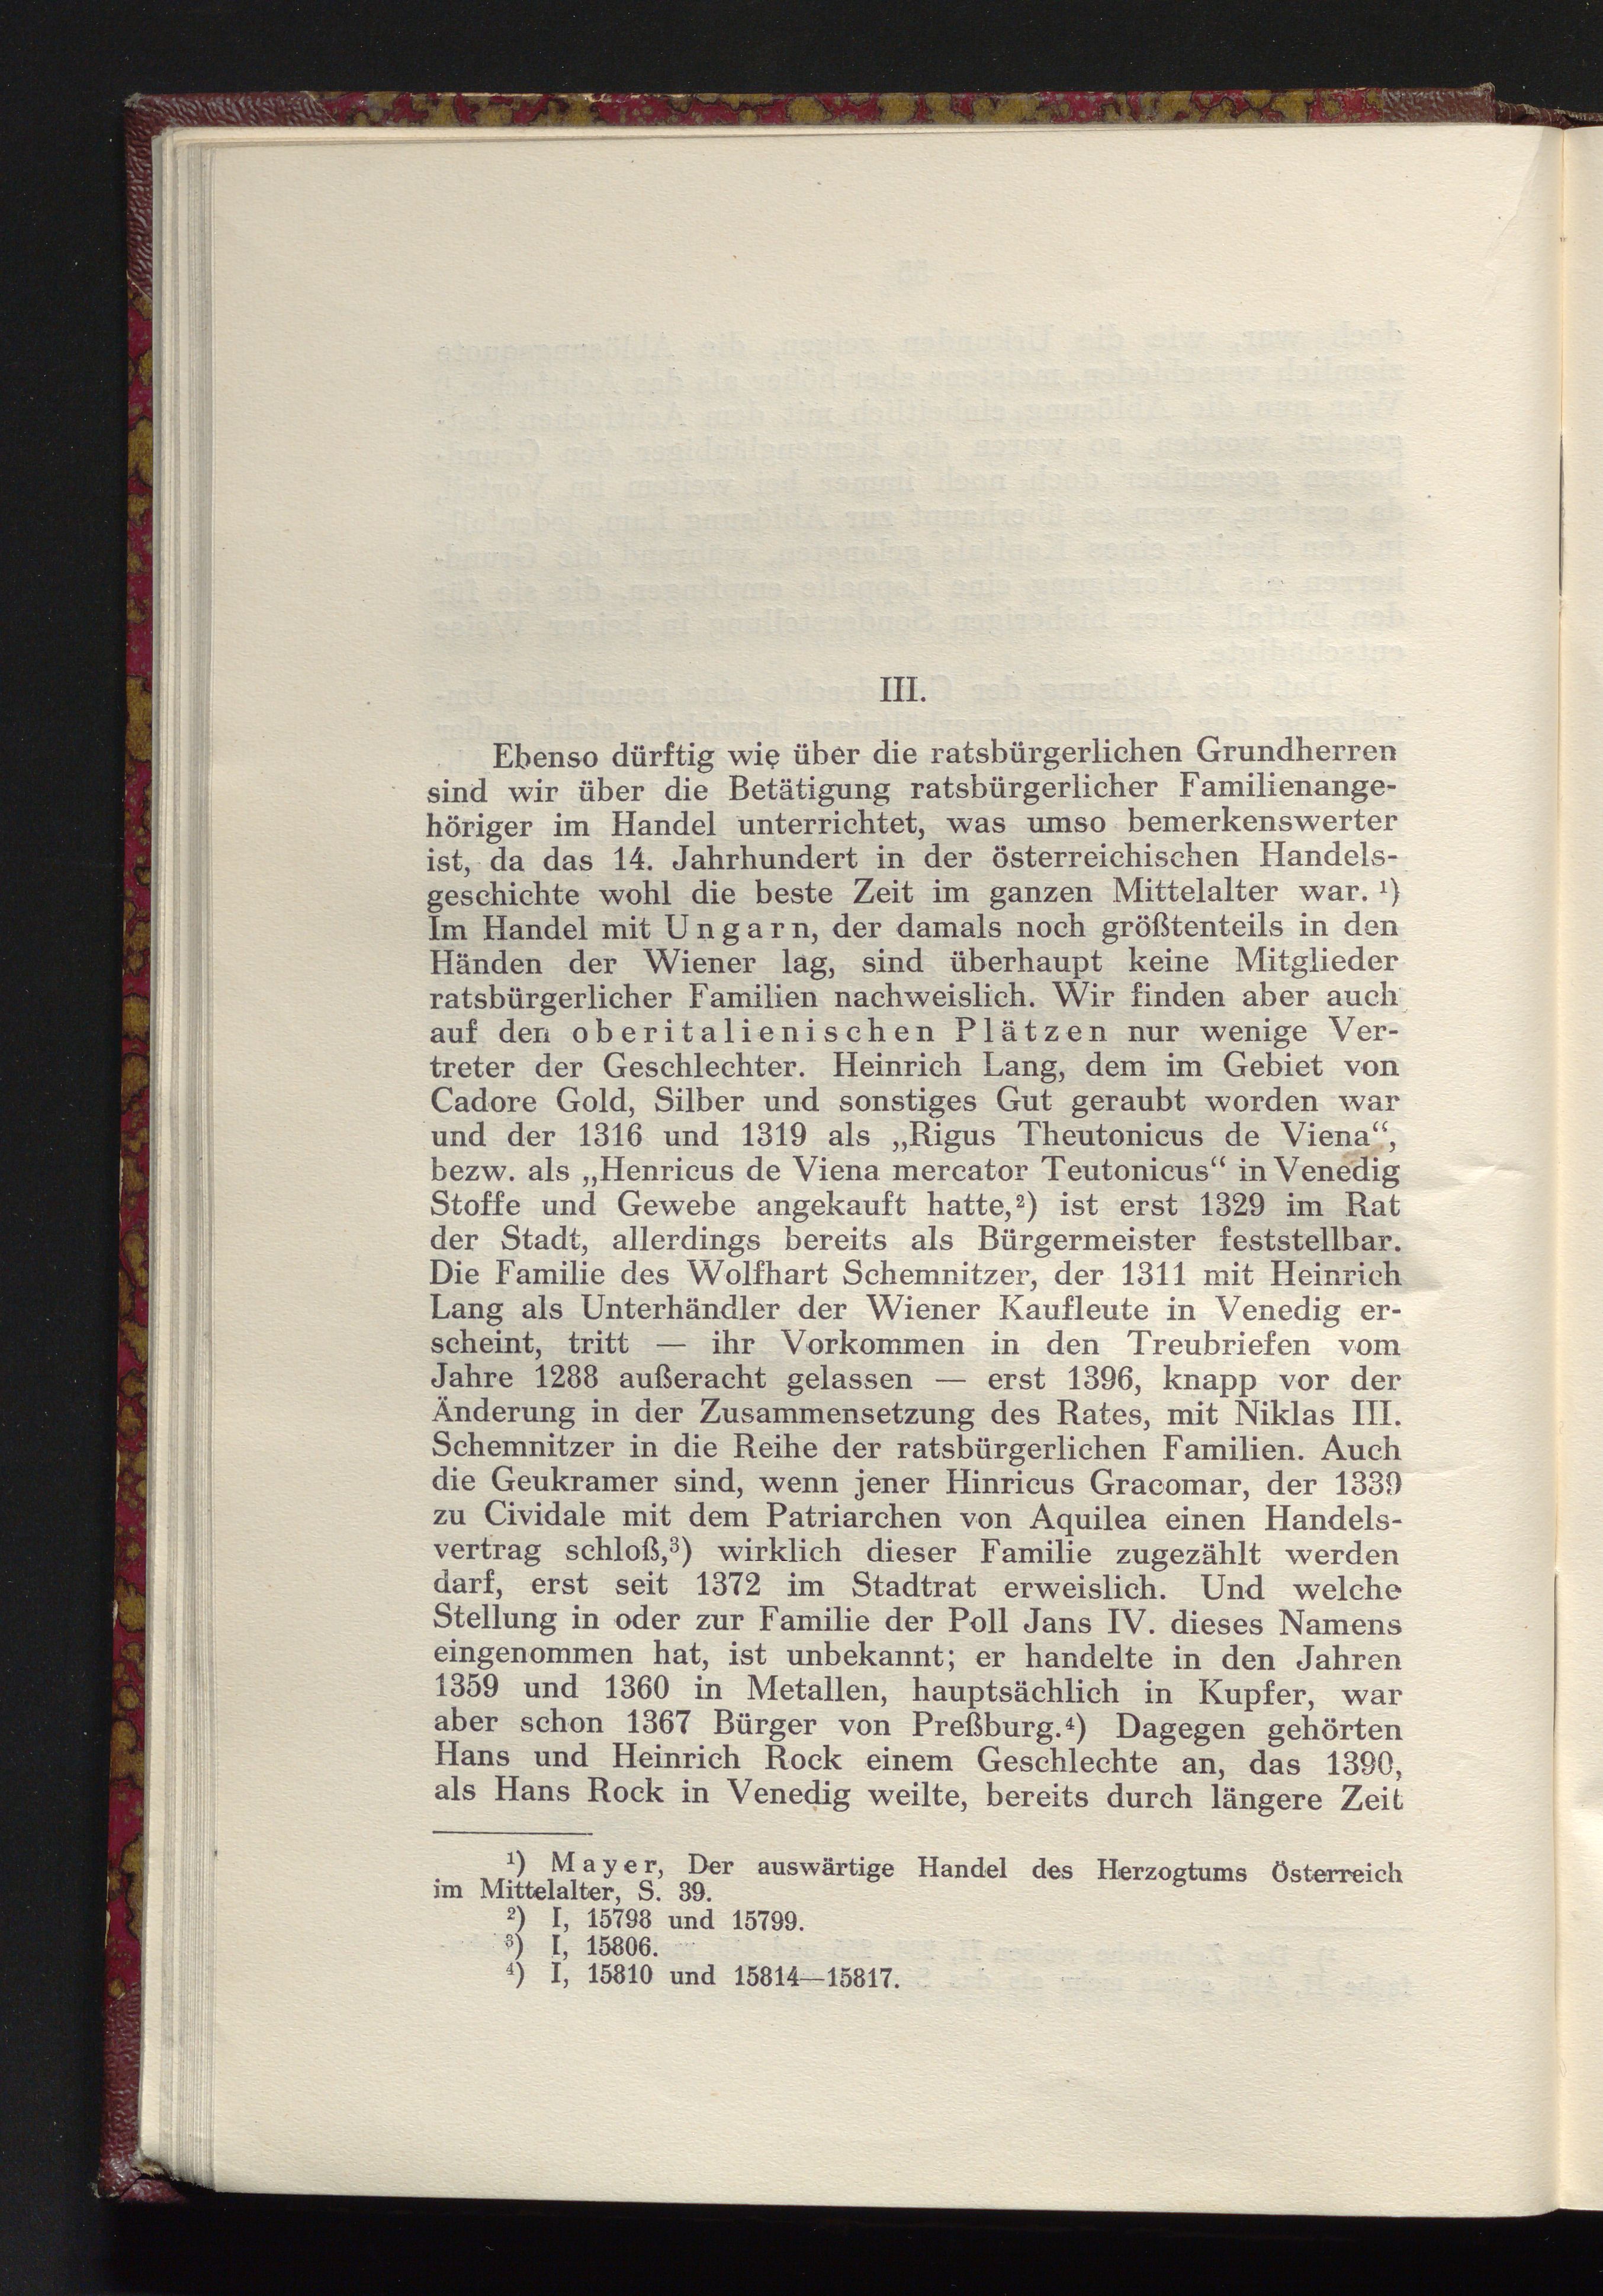 III.
Ebenso dürftig wie über die ratsbürgerlichen Grundherren
sind wir über die Betätigung ratsbürgerlicher Familienange-
höriger im Handel unterrichtet, was umso bemerkenswerter
ist, da das 14. Jahrhundert in der österreichischen Handels-
geschichte wohl die beste Zeit im ganzen Mittelalter war. ¹)
Im Handel mit Ungarn, der damals noch größtenteils in den
Händen der Wiener lag, sind überhaupt keine Mitglieder
ratsbürgerlicher Familien nachweislich. Wir finden aber auch
auf den oberitalienischen Plätzen nur wenige Ver-
treter der Geschlechter. Heinrich Lang, dem im Gebiet von
Cadore Gold, Silber und sonstiges Gut geraubt worden war
und der 1316 und 1319 als „Rigus Theutonicus de Viena“,
bezw. als „Henricus de Viena mercator Teutonicus“ in Venedig
Stoffe und Gewebe angekauft hatte,²) ist erst 1329 im Rat
der Stadt, allerdings bereits als Bürgermeister feststellbar.
Die Familie des Wolfhart Schemnitzer, der 1311 mit Heinrich
Lang als Unterhändler der Wiener Kaufleute in Venedig er-
scheint, tritt — ihr Vorkommen in den Treubriefen vom
Jahre 1288 außeracht gelassen — erst 1396, knapp vor der
Änderung in der Zusammensetzung des Rates, mit Niklas III.
Schemnitzer in die Reihe der ratsbürgerlichen Familien. Auch
die Geukramer sind, wenn jener Hinricus Gracomar, der 1339
zu Cividale mit dem Patriarchen von Aquilea einen Handels-
vertrag schloß,³) wirklich dieser Familie zugezählt werden
darf, erst seit 1372 im Stadtrat erweislich. Und welche
Stellung in oder zur Familie der Poll Jans IV. dieses Namens
eingenommen hat, ist unbekannt; er handelte in den Jahren
1359 und 1360 in Metallen, hauptsächlich in Kupfer, war
aber schon 1367 Bürger von Preßburg.⁴) Dagegen gehörten
Hans und Heinrich Rock einem Geschlechte an, das 1390,
als Hans Rock in Venedig weilte, bereits durch längere Zeit
¹) Mayer, Der auswärtige Handel des Herzogtums Österreich
im Mittelalter, S. 39.
²) I, 15798 und 15799.
³) I, 15806.
⁴) I, 15810 und 15814—15817.